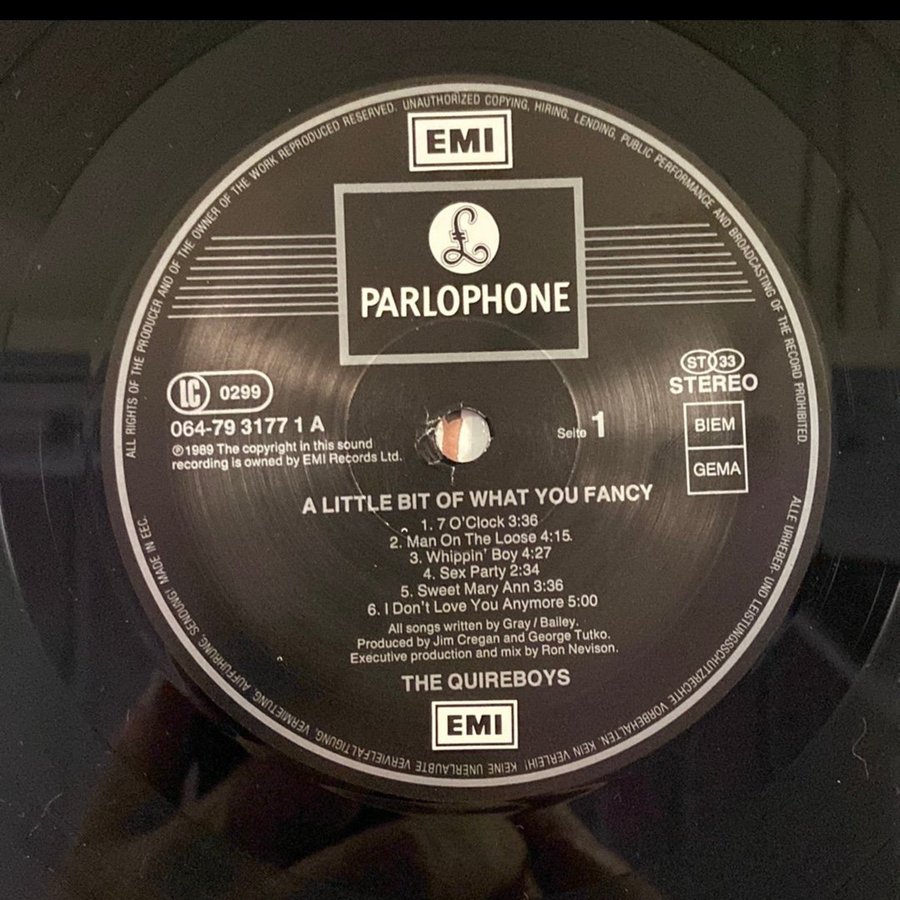 ALL RIGHTS OF THE PRODUCER AND OF THE OWNER OF THE WORK REPRODUCED RESERVED. UNAUTHORIZED COPYING, HIRING, LENDING, PUBLIC PERFORMANCE AND BROADCASTING OF THE RECORD PROHIBITED.
EMI
£
PARLOPHONE
LC 0299
064-79 3177 1 A
℗ 1989 The copyright in this sound
recording is owned by EMI Records Ltd.
Seite 1
ST 33
STEREO
BIEM
GEMA
A LITTLE BIT OF WHAT YOU FANCY
1. 7 O'Clock 3:36
2. Man On The Loose 4:15.
3. Whippin' Boy 4:27
4. Sex Party 2:34
5. Sweet Mary Ann 3:36
6. I Don't Love You Anymore 5:00
All songs written by Gray / Bailey.
Produced by Jim Cregan and George Tutko.
Executive production and mix by Ron Nevison.
THE QUIREBOYS
EMI
ALLE URHEBER- UND LEISTUNGSSCHUTZRECHTE VORBEHALTEN. KEIN VERLEIH! KEINE UNERLAUBTE VERVIELFÄLTIGUNG, VERMIETUNG, AUFFÜHRUNG, SENDUNG! MADE IN EEC.